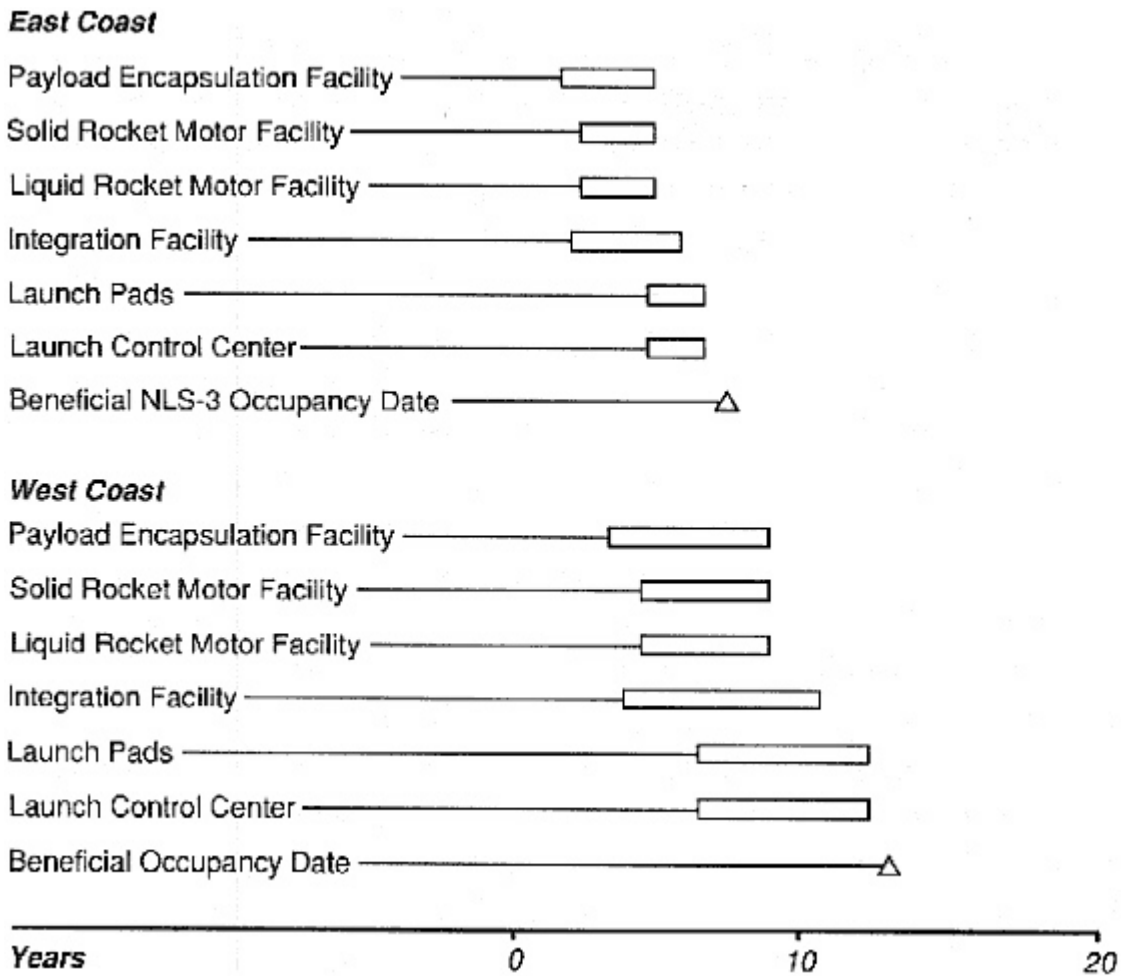 East Coast
Payload Encapsulation Facility
Solid Rocket Motor Facility
Liquid Rocket Motor Facility
Integration Facility
Launch Pads
Launch Control Center
Beneficial NLS-3 Occupancy Date
West Coast
Payload Encapsulation Facility
Solid Rocket Motor Facility
Liquid Rocket Motor Facility
Integration Facility
Launch Pads
Launch Control Center
Beneficial Occupancy Date
Years 0 10 20